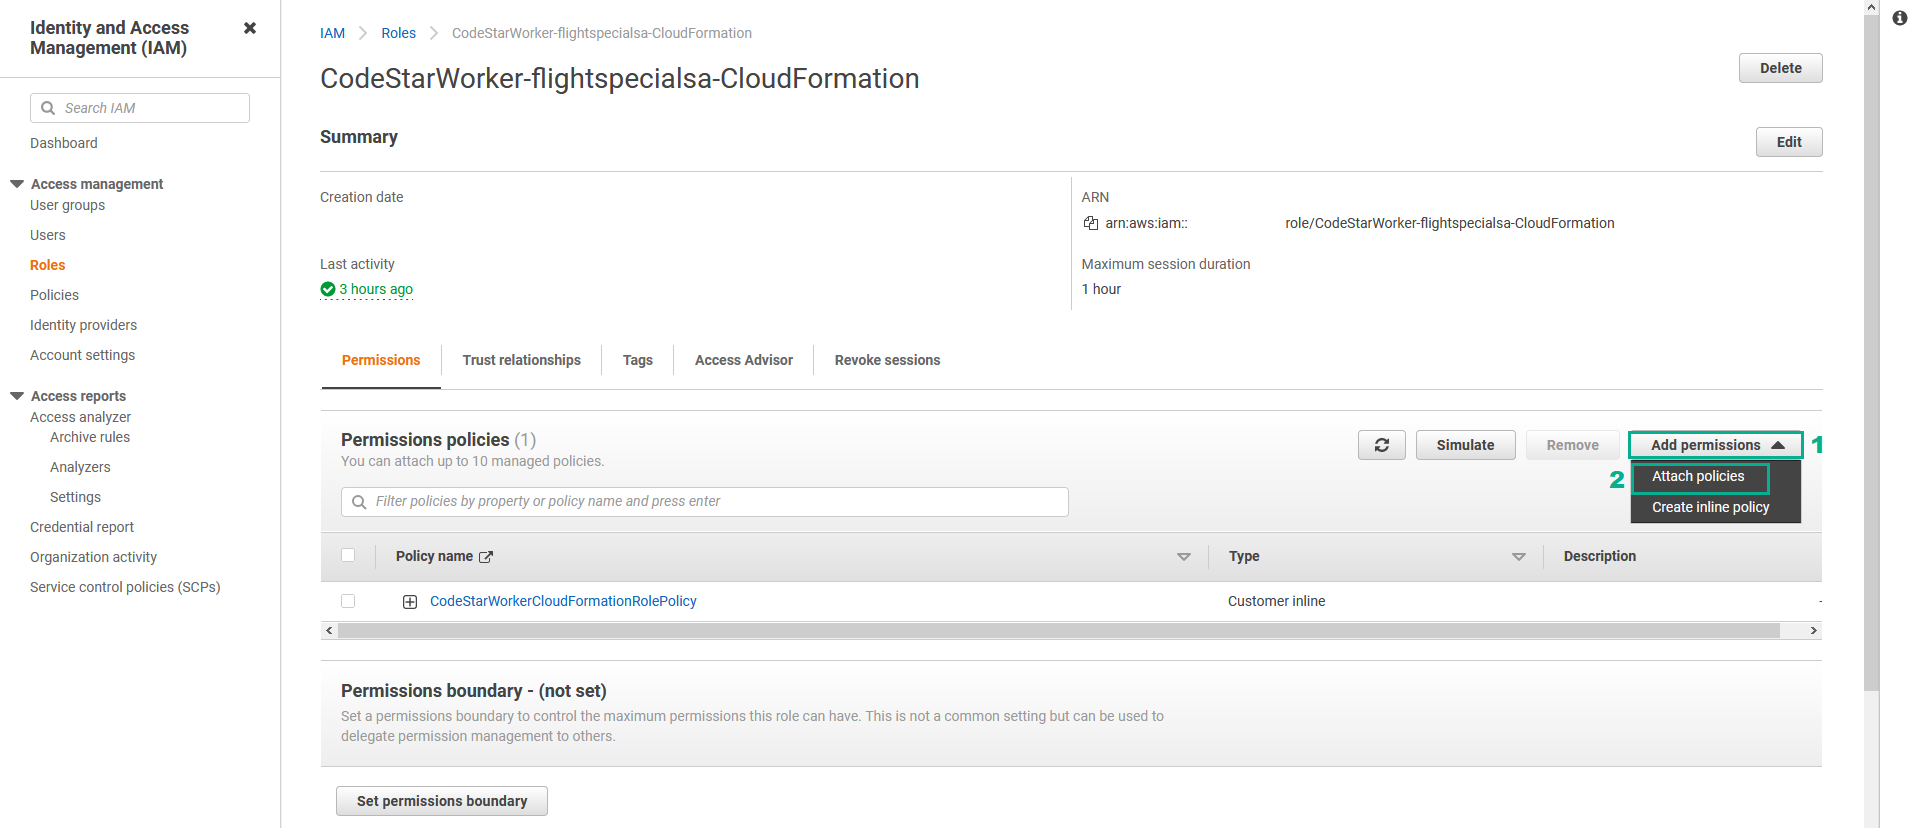 Identity and Access
Management (IAM)
Search IAM
Dashboard
Access management
User groups
Users
Roles
Policies
Identity providers
Account settings
Access reports
Access analyzer
Archive rules
Analyzers
Settings
Credential report
Organization activity
Service control policies (SCPs)
IAM Roles CodeStarWorker-flightspecialsa-CloudFormation
CodeStarWorker-flightspecialsa-CloudFormation
Delete
Summary
Edit
Creation date
ARN
arn:aws:iam:: role/CodeStarWorker-flightspecialsa-CloudFormation
Last activity
3 hours ago
Maximum session duration
1 hour
Permissions Trust relationships Tags Access Advisor Revoke sessions
Permissions policies (1)
You can attach up to 10 managed policies.
Simulate Remove Add permissions 1
2 Attach policies
Create inline policy
Filter policies by property or policy name and press enter
Policy name Type Description
CodeStarWorkerCloudFormationRolePolicy Customer inline -
Permissions boundary - (not set)
Set a permissions boundary to control the maximum permissions this role can have. This is not a common setting but can be used to
delegate permission management to others.
Set permissions boundary